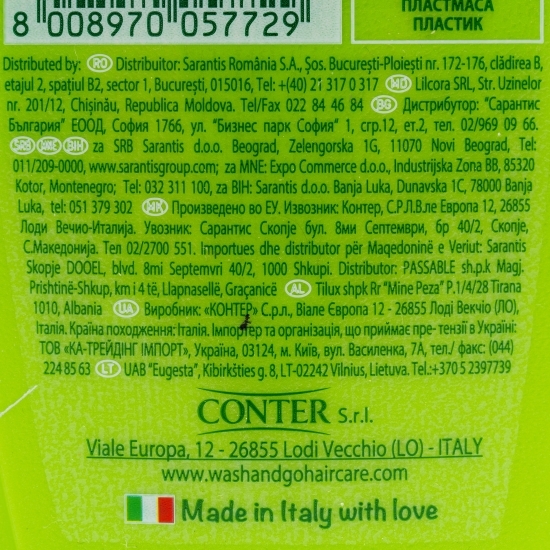 ПЛАСТМАСА
ПЛАСТИК
8 008970 057729
Distributed by: RO Distribuitor: Sarantis România S.A., Şos. Bucureşti-Ploieşti nr. 172-176, clădirea B,
etajul 2, spaţiul B2, sector 1, Bucureşti, 015016, Tel: +(40) 21 317 0 317 MD Lilcora SRL, Str. Uzinelor
nr. 201/12, Chişinău, Republica Moldova. Tel/Fax 022 84 46 84 BG Дистрибутор: "Сарантис
България" ЕООД, София 1766, ул. "Бизнес парк София" 1, сгр.12, ет.2, тел. 02/969 09 66.
SRB MNE BIH za SRB Sarantis d.o.o. Beograd, Zelengorska 1G, 11070 Novi Beograd, Tel:
011/209-0000, www.sarantisgroup.com; za MNE: Expo Commerce d.o.o., Industrijska Zona BB, 85320
Kotor, Montenegro; Tel: 032 311 100, za BIH: Sarantis d.o.o. Banja Luka, Dunavska 1C, 78000 Banja
Luka, tel: 051 379 302 MK Произведено во ЕУ. Извозник: Контер, С.Р.Л.В.ле Европа 12, 26855
Лоди Вечио-Италија. Увозник: Сарантис Скопје бул. 8ми Септември, бр 40/2, Скопје,
С.Македонија. Тел 02/2700 551. Importues dhe distributor për Maqedoninë e Veriut: Sarantis
Skopje DOOEL, blvd. 8mi Septemvri 40/2, 1000 Shkupi. Distributor: PASSABLE sh.p.k Magj.
Prishtinë-Shkup, km i 4 të, Llapnasellë, Graçanicë AL Tilux shpk Rr "Mine Peza" P.1/4/28 Tirana
1010, Albania UA Виробник: «КОНТЕР» С.р.л., Віале Європа 12 - 26855 Лоді Векчіо (ЛО),
Італія. Країна походження: Італія. Імпортер та організація, що приймає пре- тензії в Україні:
ТОВ «КА-ТРЕЙДІНГ ІМПОРТ», Україна, 03124, м. Київ, вул. Василенка, 7А, тел./ факс: (044)
224 85 63 LT UAB "Eugesta", Kibirkšties g. 8, LT-02242 Vilnius, Lietuva. Tel.:+370 5 2397739
CONTER S.r.l.
Viale Europa, 12 - 26855 Lodi Vecchio (LO) - ITALY
www.washandgohaircare.com
Made in Italy with love